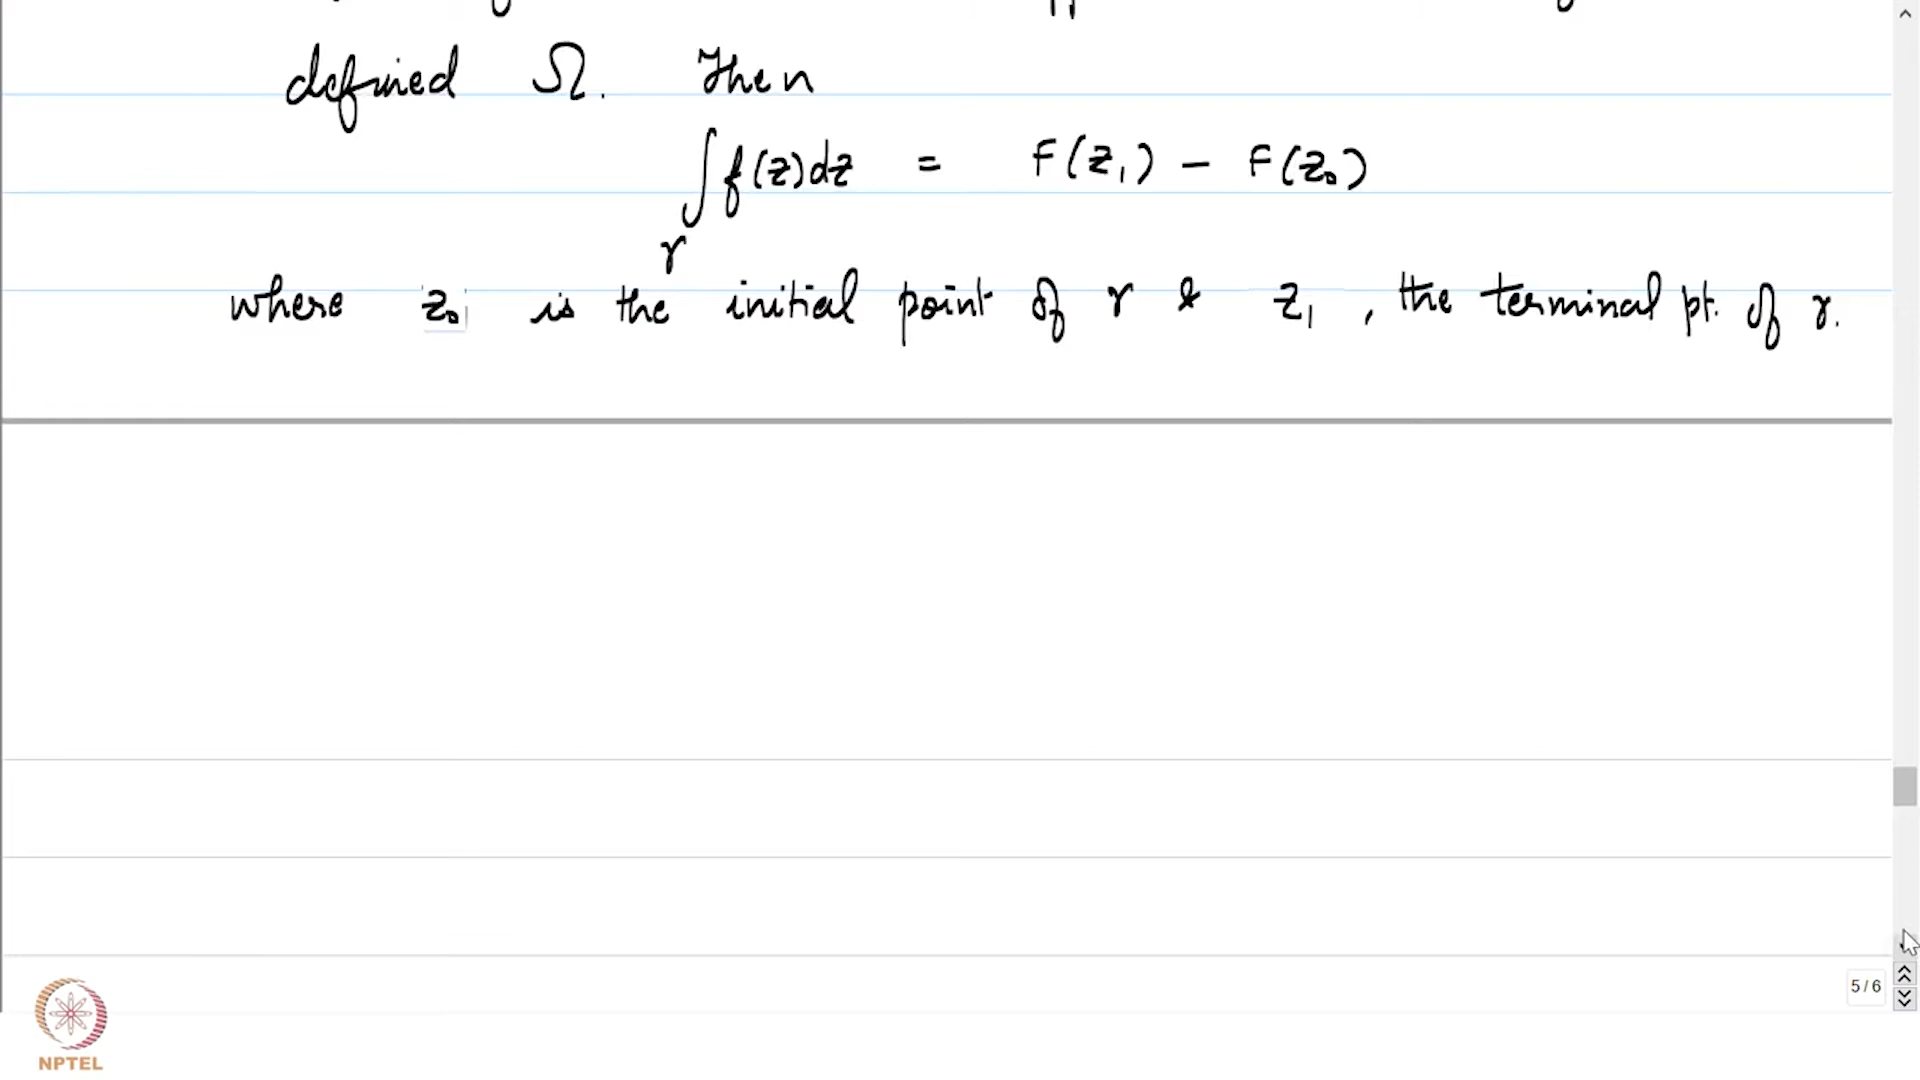 defined Ω. Then
∫f(z)dz = F(z₁) − F(z₀)
γ
where z₀ is the initial point of γ & z₁, the terminal pt. of γ.
5 / 6
NPTEL